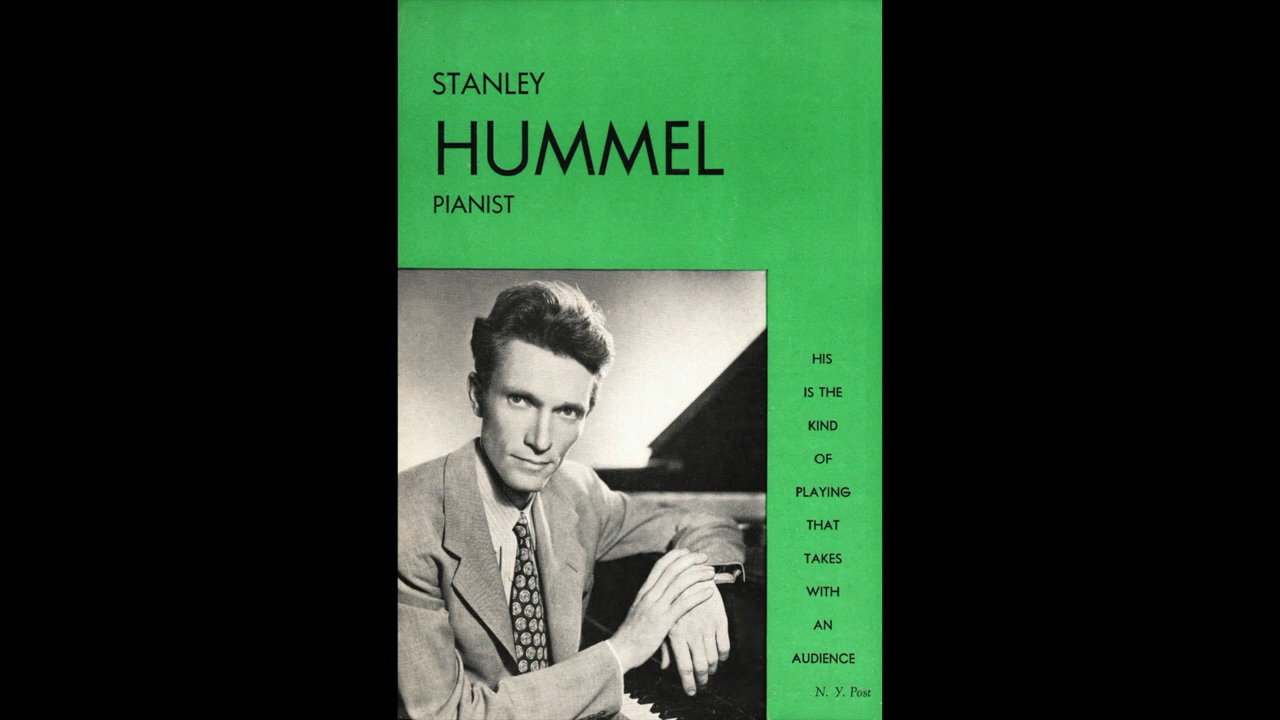 STANLEY
HUMMEL
PIANIST
HIS
IS THE
KIND
OF
PLAYING
THAT
TAKES
WITH
AN
AUDIENCE
N. Y. Post